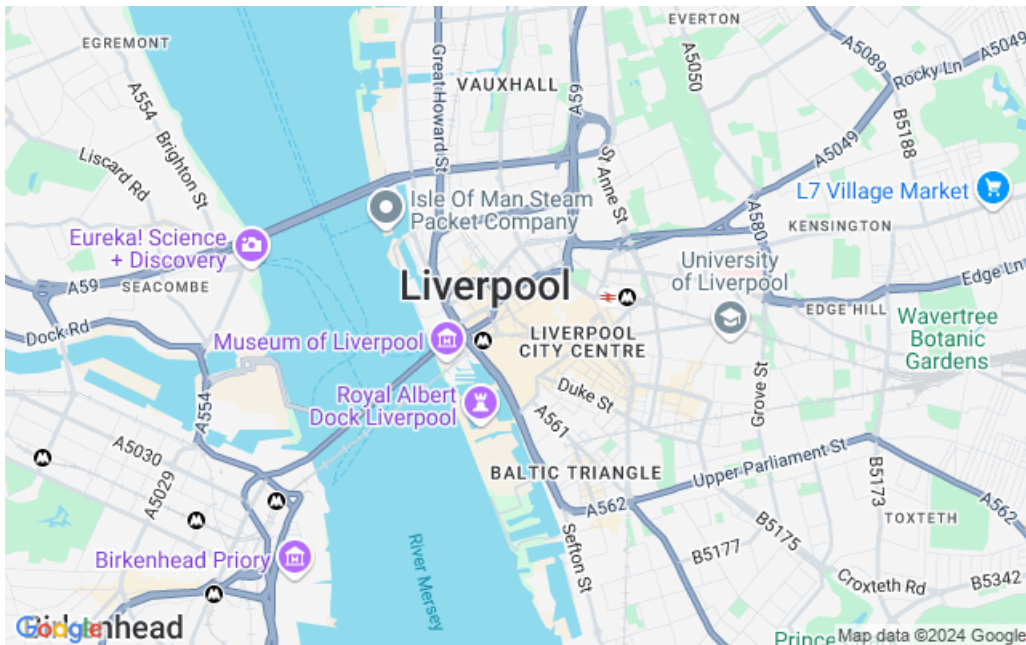 EVERTON
EGREMONT
A554
Brighton St
Liscard Rd
Great Howard St
VAUXHALL
A59
A5050
A5089
Rocky Ln
A5049
A5049
B5188
St Anne St
A580
L7 Village Market
KENSINGTON
Isle Of Man Steam
Packet Company
Eureka! Science
+ Discovery
A59
SEACOMBE
Liverpool
University
of Liverpool
Edge Ln
EDGE HILL
Wavertree
Botanic
Gardens
Dock Rd
Museum of Liverpool
LIVERPOOL
CITY CENTRE
A554
Royal Albert
Dock Liverpool
Duke St
Grove St
A561
A5030
A5029
BALTIC TRIANGLE
Upper Parliament St
B5173
A562
A562
TOXTETH
Sefton St
B5177
B5175
Croxteth Rd
B5342
Birkenhead Priory
River Mersey
Birkenhead
Google
Map data ©2024 Google